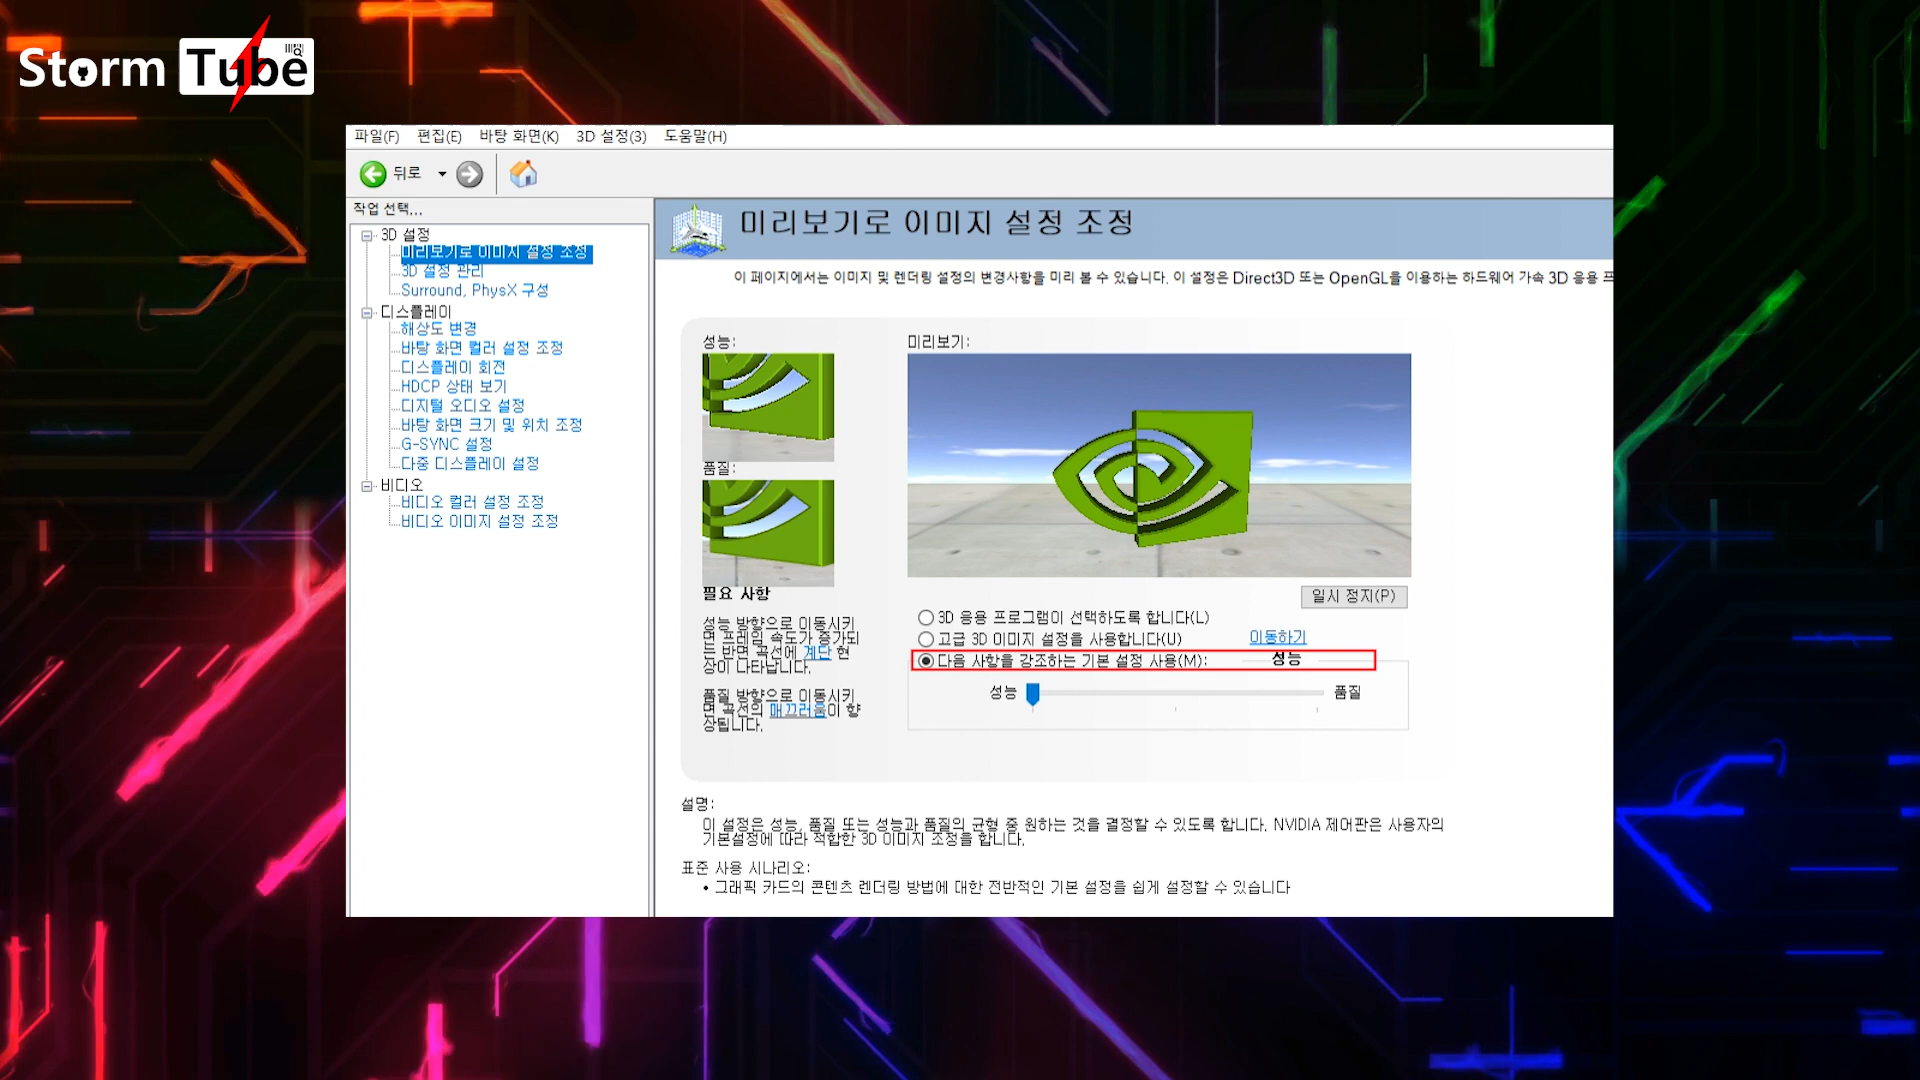 Storm Tube
파일(F) 편집(E) 바탕 화면(K) 3D 설정(3) 도움말(H)
뒤로
작업 선택...
3D 설정
미리보기로 이미지 설정 조정
3D 설정 관리
Surround, PhysX 구성
디스플레이
해상도 변경
바탕 화면 컬러 설정 조정
디스플레이 회전
HDCP 상태 보기
디지털 오디오 설정
바탕 화면 크기 및 위치 조정
G-SYNC 설정
다중 디스플레이 설정
비디오
비디오 컬러 설정 조정
비디오 이미지 설정 조정
미리보기로 이미지 설정 조정
이 페이지에서는 이미지 및 렌더링 설정의 변경사항을 미리 볼 수 있습니다. 이 설정은 Direct3D 또는 OpenGL을 이용하는 하드웨어 가속 3D 응용 프
성능:
품질:
필요 사항
성능 방향으로 이동시키
면 프레임 속도가 증가되
는 반면 곡선에 계단 현
상이 나타납니다.
품질 방향으로 이동시키
면 곡선의 매끄러움이 향
상됩니다.
미리보기:
일시 정지(P)
3D 응용 프로그램이 선택하도록 합니다(L)
고급 3D 이미지 설정을 사용합니다(U) 이동하기
다음 사항을 강조하는 기본 설정 사용(M): 성능
성능 품질
설명:
이 설정은 성능, 품질 또는 성능과 품질의 균형 중 원하는 것을 결정할 수 있도록 합니다. NVIDIA 제어판은 사용자의
기본설정에 따라 적합한 3D 이미지 조정을 합니다.
표준 사용 시나리오:
• 그래픽 카드의 콘텐츠 렌더링 방법에 대한 전반적인 기본 설정을 쉽게 설정할 수 있습니다